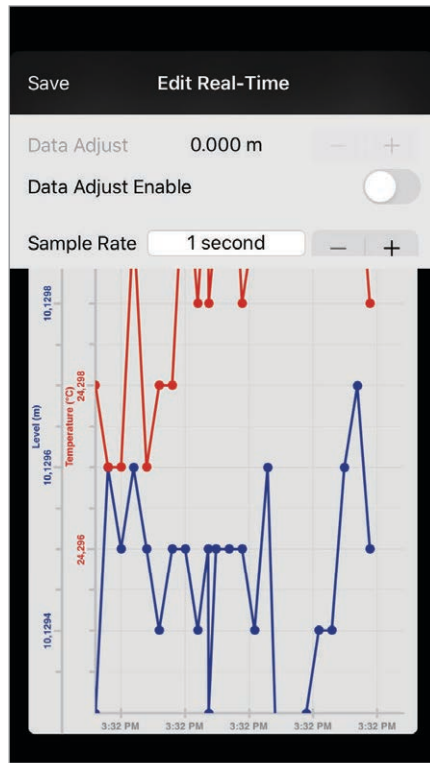 Save Edit Real-Time
Data Adjust 0.000 m − +
Data Adjust Enable
Sample Rate 1 second − +
10,1298
24,298
Level (m)
Temperature (°C)
10,1296
24,296
10,1294
3:32 PM 3:32 PM 3:32 PM 3:32 PM 3:32 PM